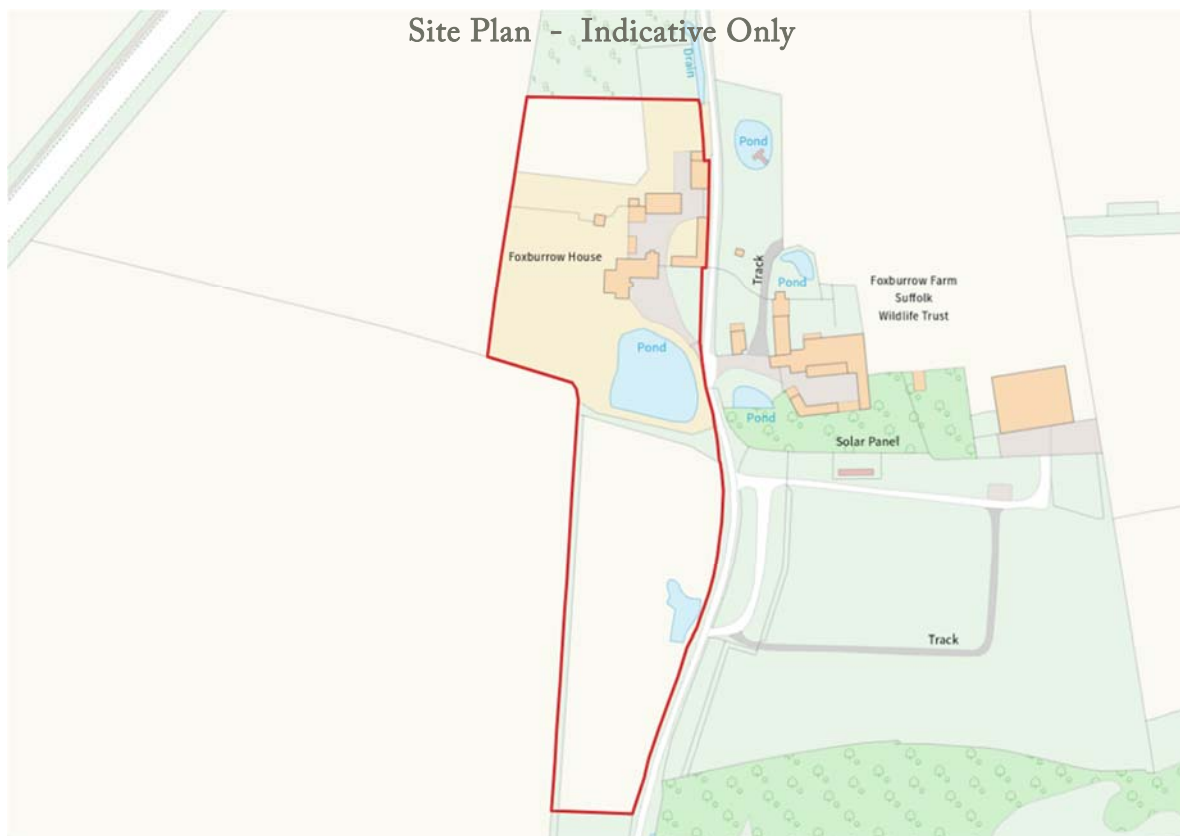 Site Plan - Indicative Only
Drain
Pond
Foxburrow House
Track
Pond
Foxburrow Farm
Suffolk
Wildlife Trust
Pond
Pond
Solar Panel
Track